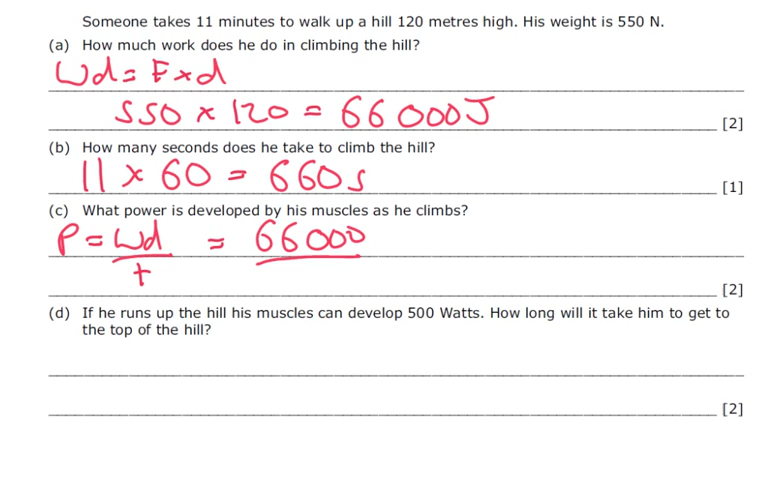 Someone takes 11 minutes to walk up a hill 120 metres high. His weight is 550 N.
(a) How much work does he do in climbing the hill?
Wd = F × d
550 × 120 = 66 000J
[2]
(b) How many seconds does he take to climb the hill?
11 × 60 = 660s
[1]
(c) What power is developed by his muscles as he climbs?
P = Wd = 66000
t
[2]
(d) If he runs up the hill his muscles can develop 500 Watts. How long will it take him to get to
the top of the hill?
[2]